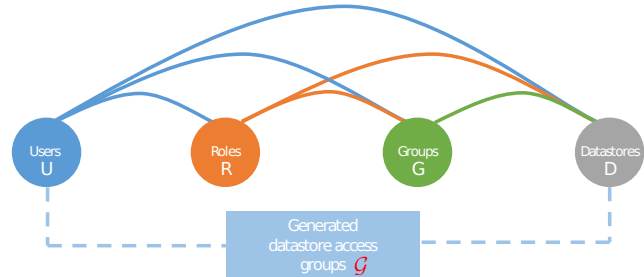 Users
U
Roles
R
Groups
G
Datastores
D
Generated
datastore access
groups 𝒢